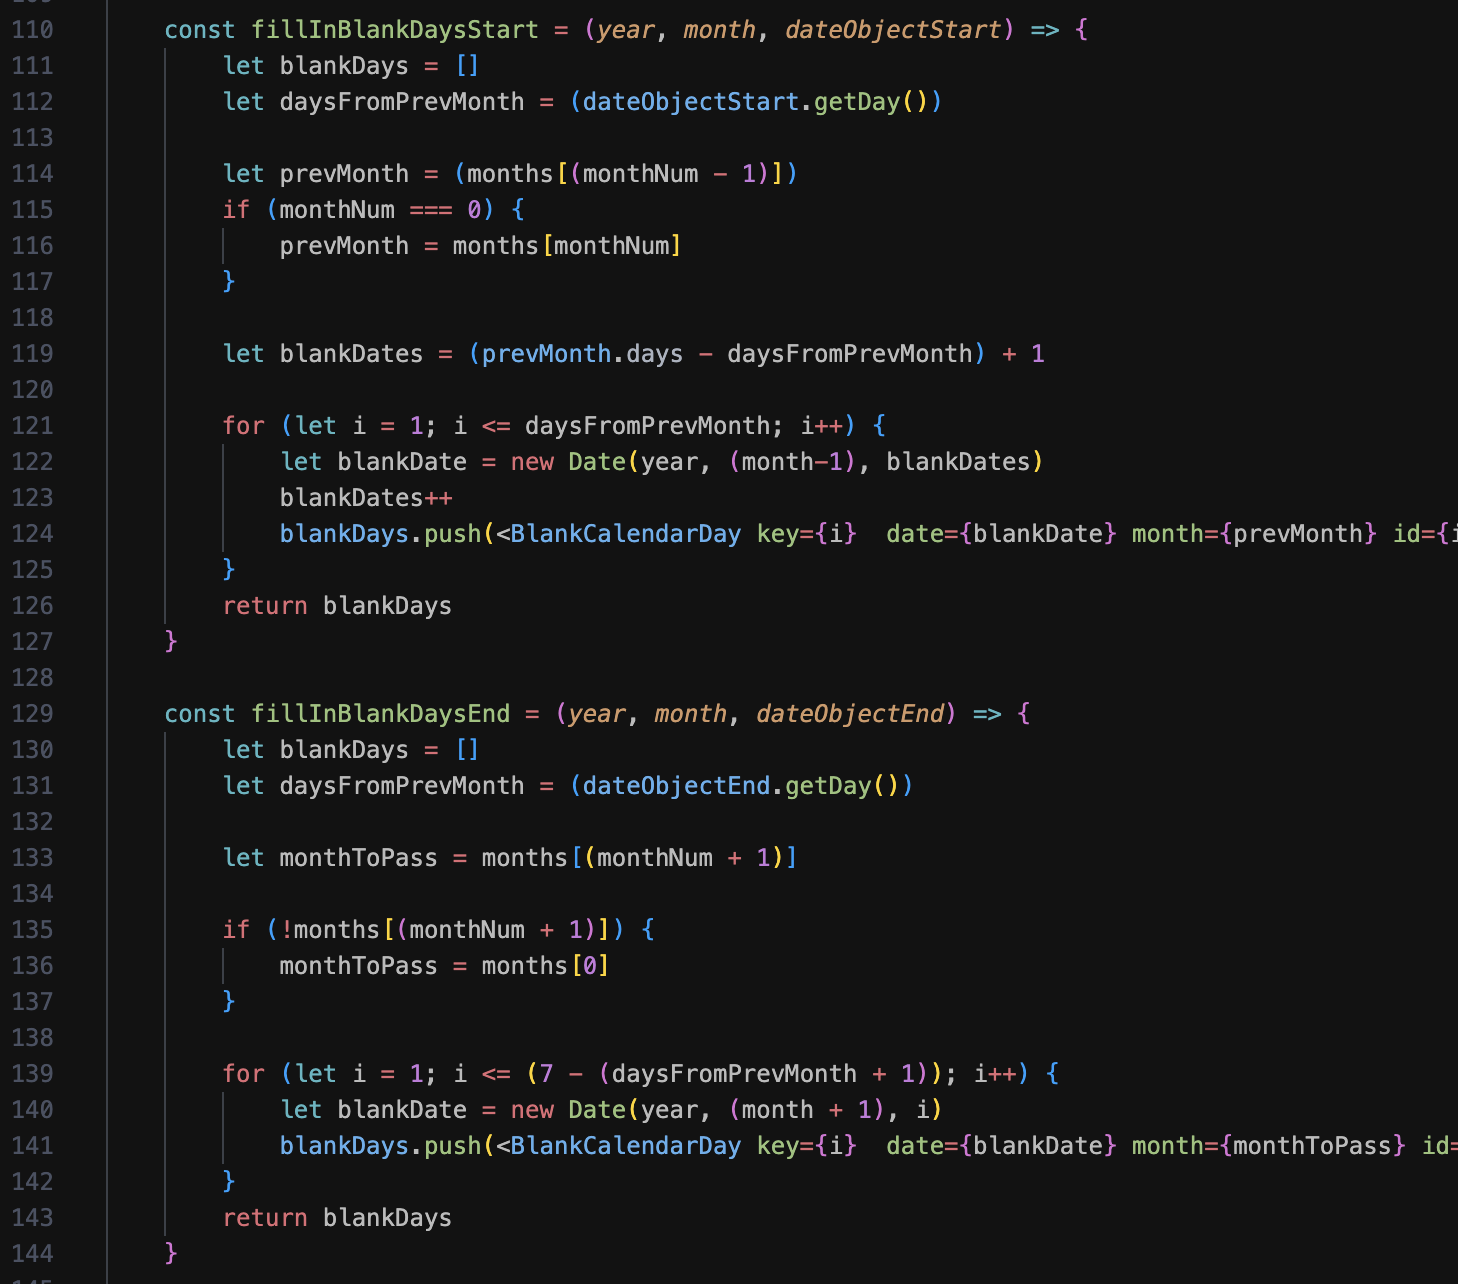 110 const fillInBlankDaysStart = (year, month, dateObjectStart) => {
111 let blankDays = []
112 let daysFromPrevMonth = (dateObjectStart.getDay())
113
114 let prevMonth = (months[(monthNum - 1)])
115 if (monthNum === 0) {
116 prevMonth = months[monthNum]
117 }
118
119 let blankDates = (prevMonth.days - daysFromPrevMonth) + 1
120
121 for (let i = 1; i <= daysFromPrevMonth; i++) {
122 let blankDate = new Date(year, (month-1), blankDates)
123 blankDates++
124 blankDays.push(<BlankCalendarDay key={i}  date={blankDate} month={prevMonth} id={i
125 }
126 return blankDays
127 }
128
129 const fillInBlankDaysEnd = (year, month, dateObjectEnd) => {
130 let blankDays = []
131 let daysFromPrevMonth = (dateObjectEnd.getDay())
132
133 let monthToPass = months[(monthNum + 1)]
134
135 if (!months[(monthNum + 1)]) {
136 monthToPass = months[0]
137 }
138
139 for (let i = 1; i <= (7 - (daysFromPrevMonth + 1)); i++) {
140 let blankDate = new Date(year, (month + 1), i)
141 blankDays.push(<BlankCalendarDay key={i}  date={blankDate} month={monthToPass} id=
142 }
143 return blankDays
144 }